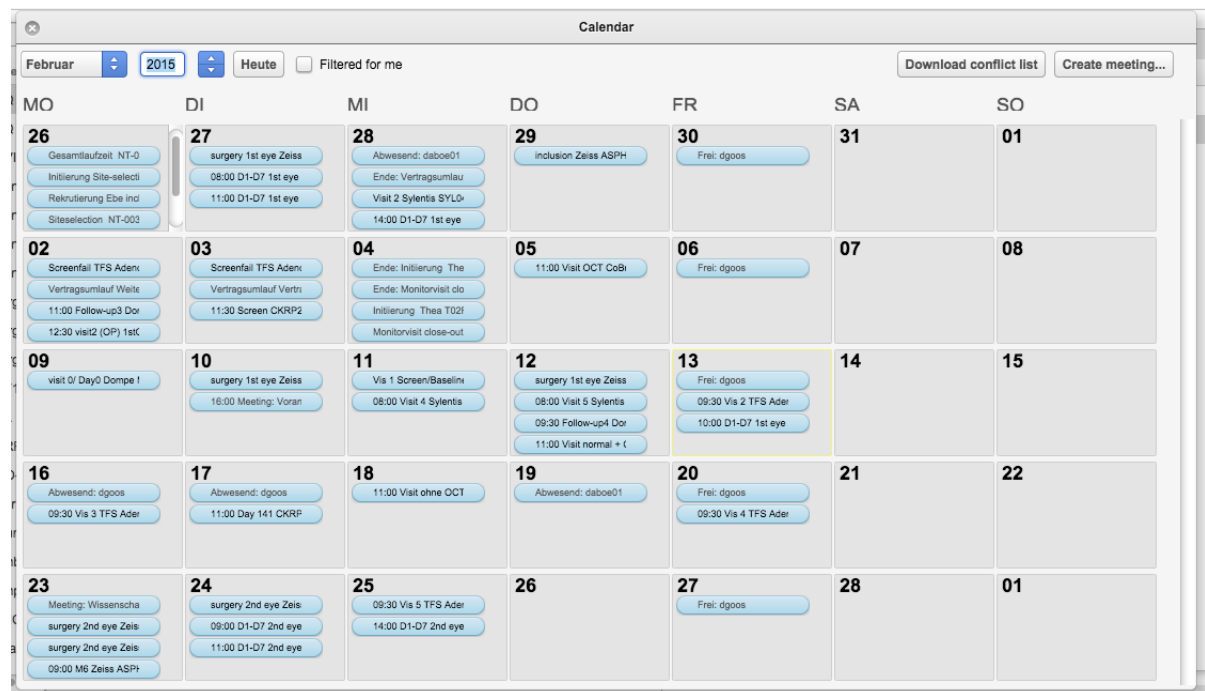 Calendar
Februar 2015 Heute Filtered for me Download conflict list Create meeting...
MO DI MI DO FR SA SO
26 27 28 29 30 31 01
Gesamtlaufzeit NT-0 surgery 1st eye Zeiss Abwesend: daboe01 inclusion Zeiss ASPH Frei: dgoos
Initiierung Site-selecti 08:00 D1-D7 1st eye Ende: Vertragsumlau
Rekrutierung Ebe incl 11:00 D1-D7 1st eye Visit 2 Sylentis SYL0
Siteselection NT-003 14:00 D1-D7 1st eye
02 03 04 05 06 07 08
Screenfail TFS Aden Screenfail TFS Aden Ende: Initiierung The 11:00 Visit OCT CoB Frei: dgoos
Vertragsumlauf Weite Vertragsumlauf Vertr Ende: Monitorvisit clo
11:00 Follow-up3 Dor 11:30 Screen CKRP2 Initiierung Thea T02
12:30 visit2 (OP) 1st Monitorvisit close-out
09 10 11 12 13 14 15
visit 0/ Day0 Dompe surgery 1st eye Zeiss Vis 1 Screen/Baseline surgery 1st eye Zeiss Frei: dgoos
16:00 Meeting: Voran 08:00 Visit 4 Sylentis 08:00 Visit 5 Sylentis 09:30 Vis 2 TFS Ader
09:30 Follow-up4 Dor 10:00 D1-D7 1st eye
11:00 Visit normal +
16 17 18 19 20 21 22
Abwesend: dgoos Abwesend: dgoos 11:00 Visit ohne OCT Abwesend: daboe01 Frei: dgoos
09:30 Vis 3 TFS Ader 11:00 Day 141 CKRP 09:30 Vis 4 TFS Ader
23 24 25 26 27 28 01
Meeting: Wissenscha surgery 2nd eye Zeis 09:30 Vis 5 TFS Ader Frei: dgoos
surgery 2nd eye Zeis 09:00 D1-D7 2nd eye 14:00 D1-D7 2nd eye
surgery 2nd eye Zeis 11:00 D1-D7 2nd eye
09:00 M6 Zeiss ASPH